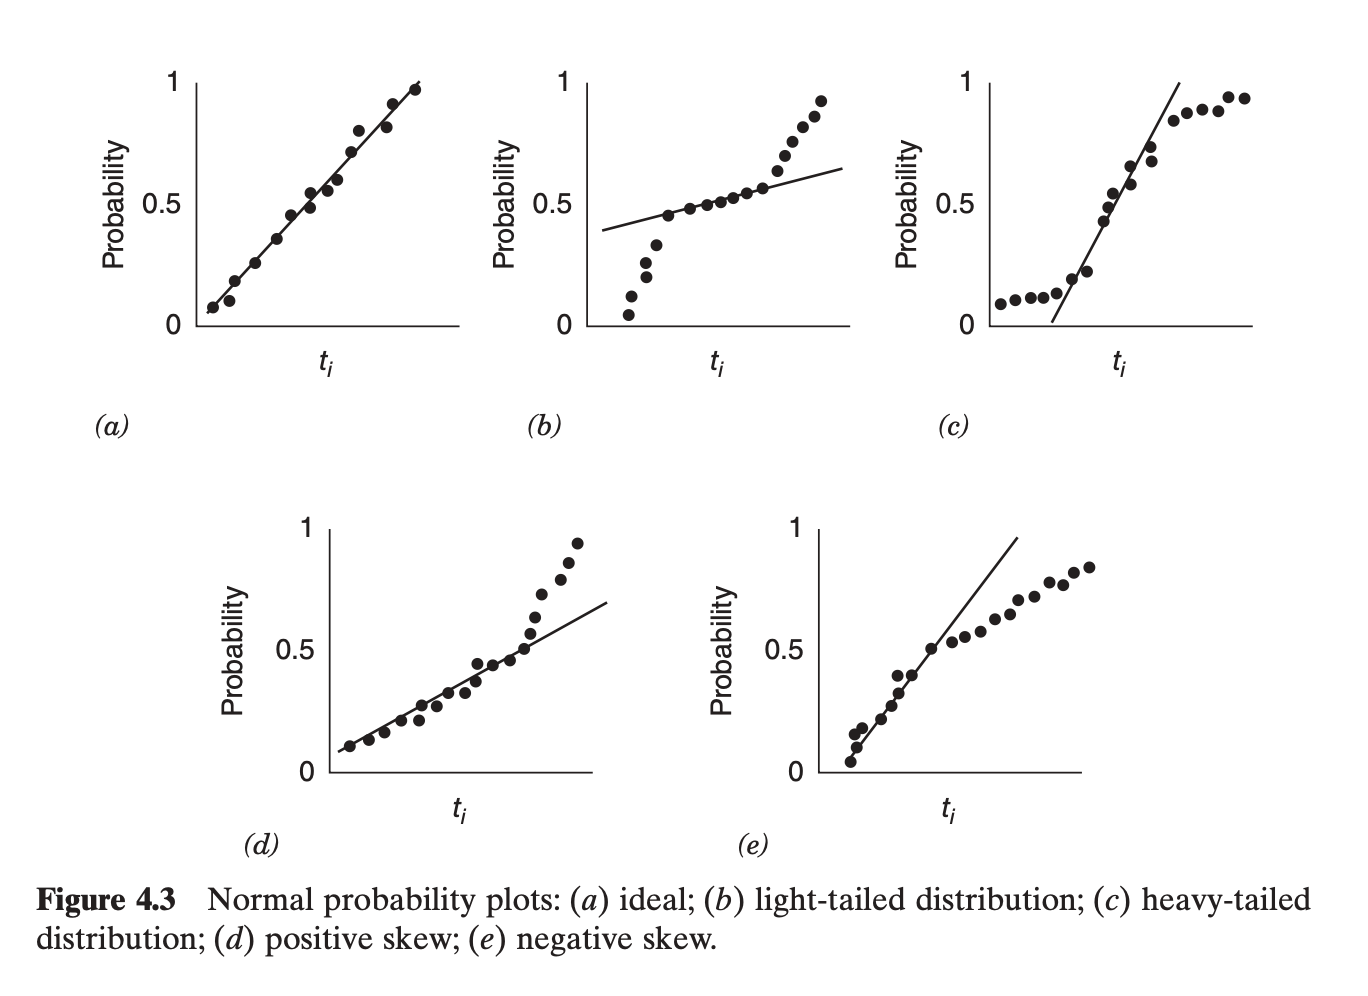 1
0.5
0
Probability
t_i
(a)
1
0.5
0
Probability
t_i
(b)
1
0.5
0
Probability
t_i
(c)
1
0.5
0
Probability
t_i
(d)
1
0.5
0
Probability
t_i
(e)
Figure 4.3 Normal probability plots: (a) ideal; (b) light-tailed distribution; (c) heavy-tailed
distribution; (d) positive skew; (e) negative skew.